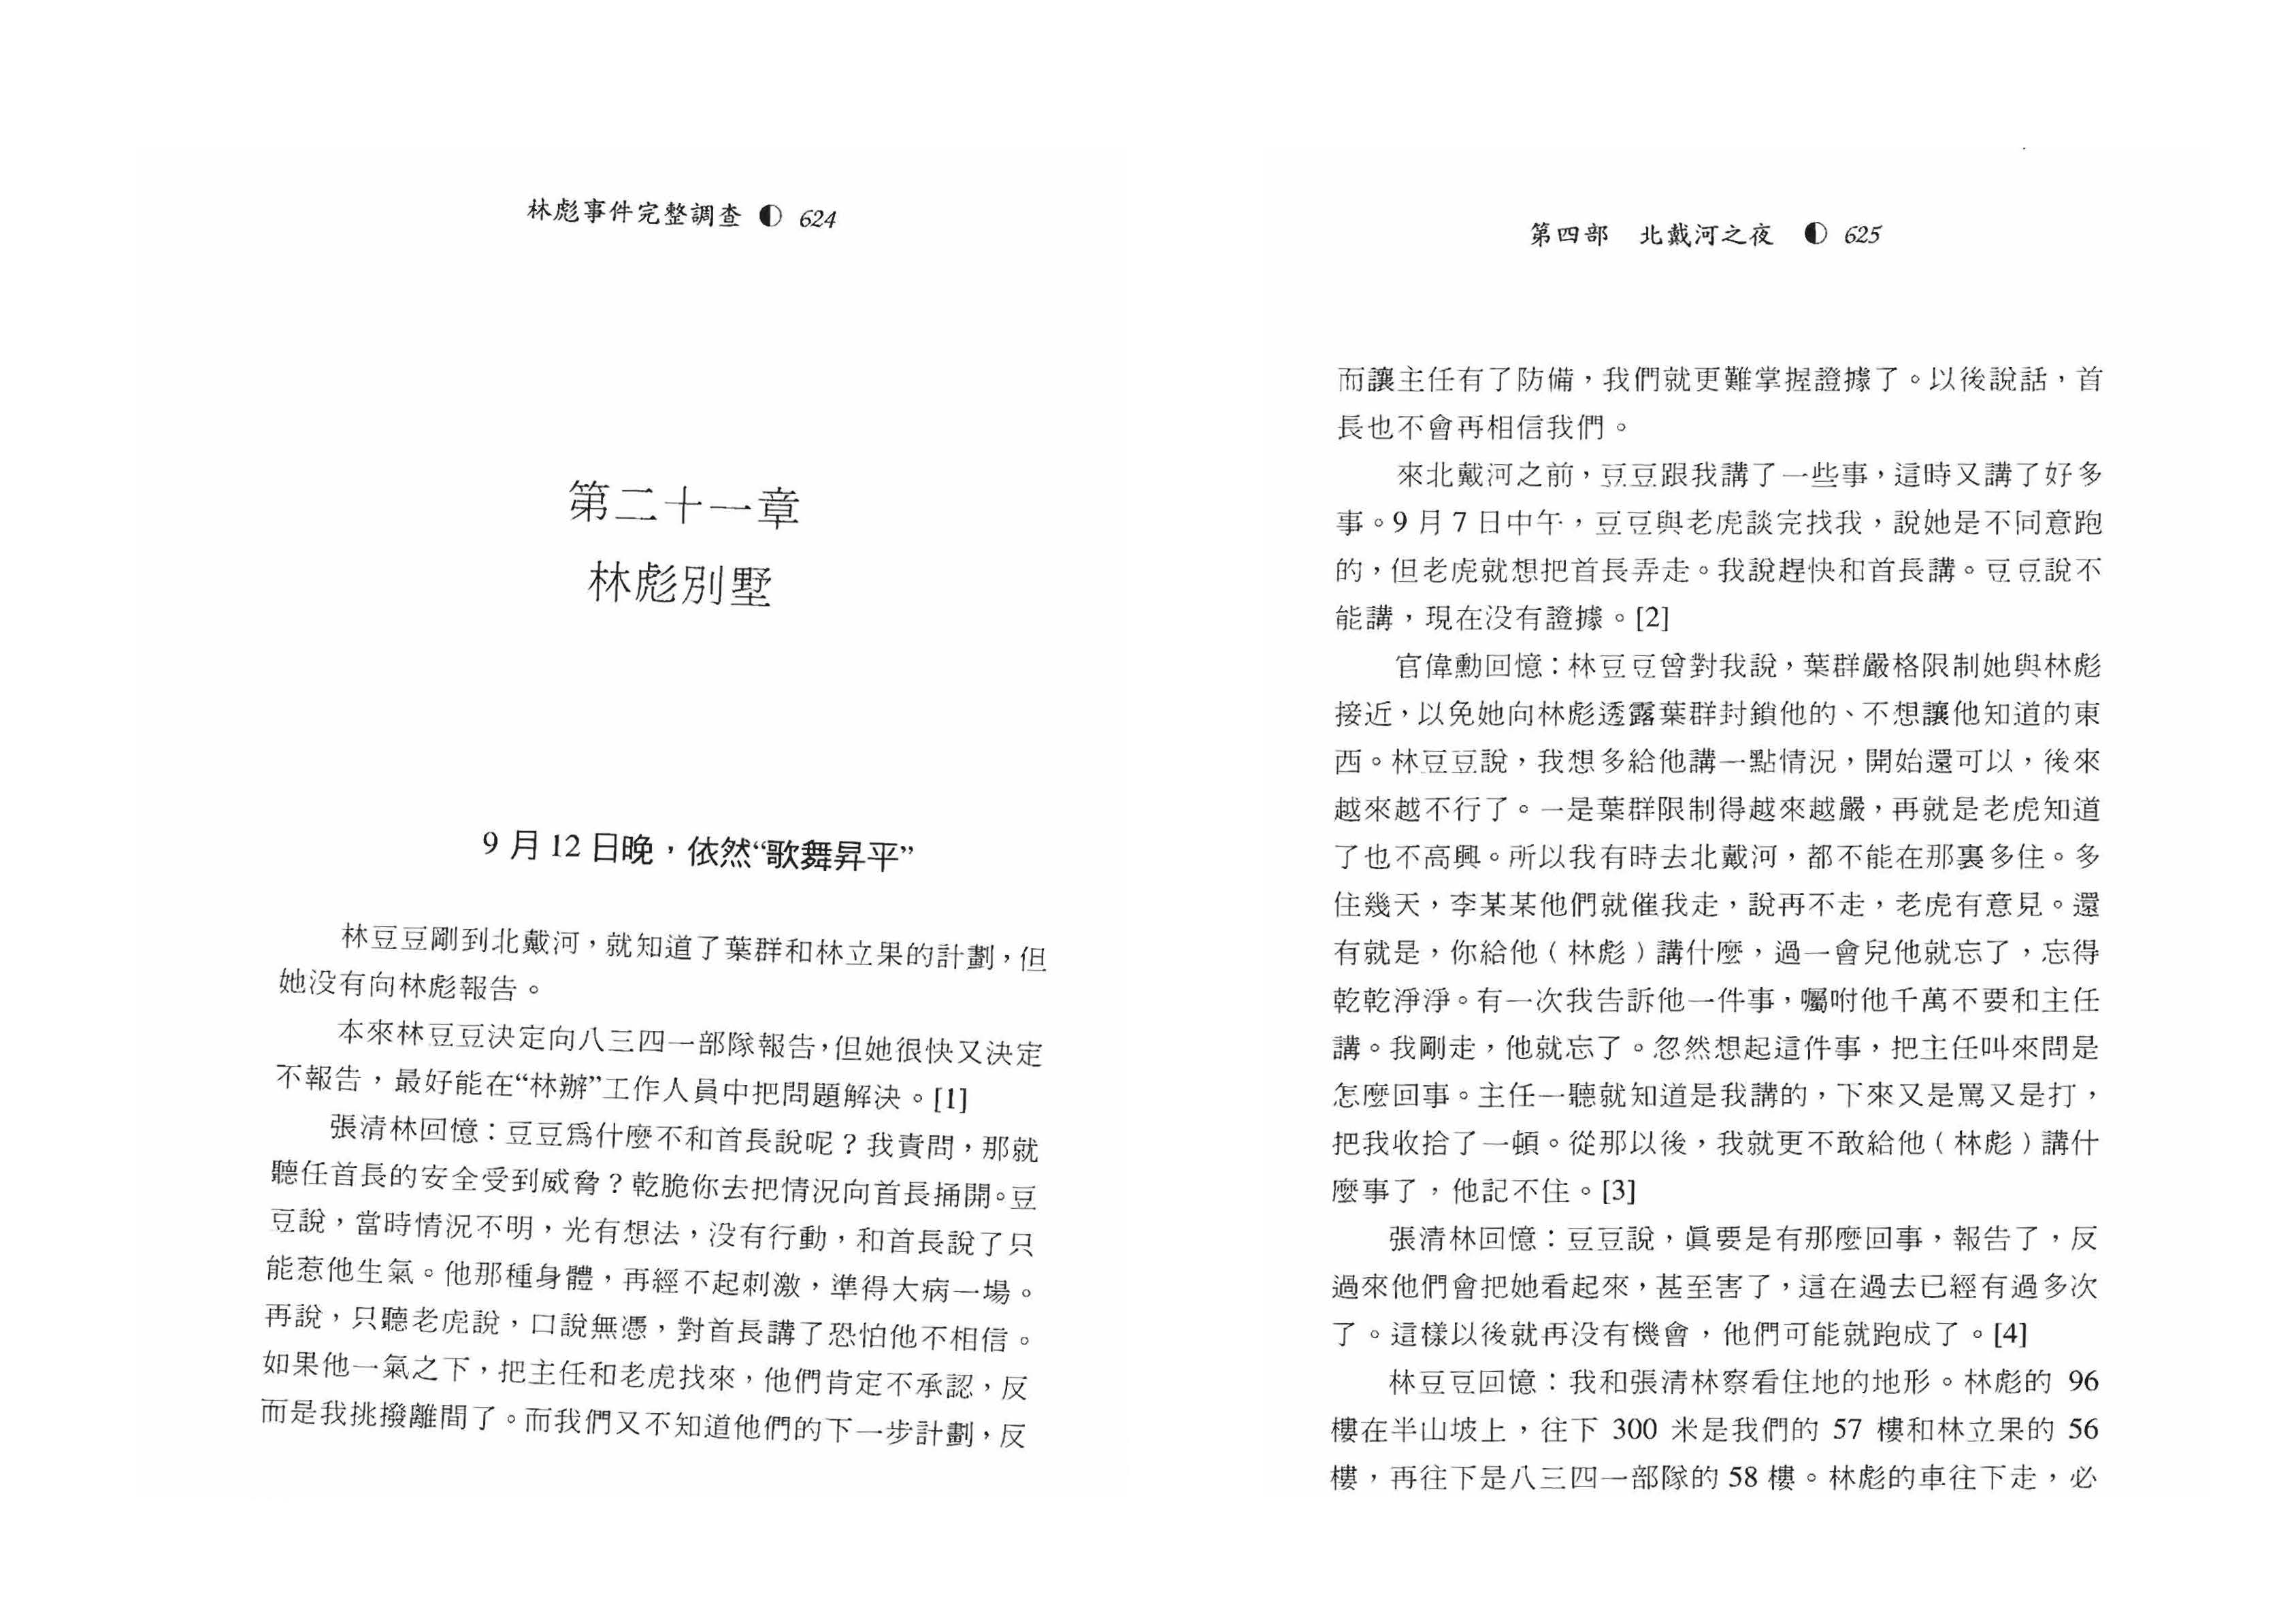 林彪事件完整調查 ◐ 624
第二十一章
林彪別墅
9 月 12 日晚，依然“歌舞昇平”
林豆豆剛到北戴河，就知道了葉群和林立果的計劃，但
她没有向林彪報告。
本來林豆豆決定向八三四一部隊報告，但她很快又決定
不報告，最好能在“林辦”工作人員中把問題解決。[1]
張清林回憶：豆豆爲什麼不和首長說呢？我責問，那就
聽任首長的安全受到威脅？乾脆你去把情況向首長捅開。豆
豆說，當時情況不明，光有想法，没有行動，和首長說了只
能惹他生氣。他那種身體，再經不起刺激，準得大病一場。
再說，只聽老虎說，口說無憑，對首長講了恐怕他不相信。
如果他一氣之下，把主任和老虎找來，他們肯定不承認，反
而是我挑撥離間了。而我們又不知道他們的下一步計劃，反
第四部　北戴河之夜 ◐ 625
而讓主任有了防備，我們就更難掌握證據了。以後說話，首
長也不會再相信我們。
來北戴河之前，豆豆跟我講了一些事，這時又講了好多
事。9 月 7 日中午，豆豆與老虎談完找我，說她是不同意跑
的，但老虎就想把首長弄走。我說趕快和首長講。豆豆說不
能講，現在没有證據。[2]
官偉勳回憶：林豆豆曾對我說，葉群嚴格限制她與林彪
接近，以免她向林彪透露葉群封鎖他的、不想讓他知道的東
西。林豆豆說，我想多給他講一點情況，開始還可以，後來
越來越不行了。一是葉群限制得越來越嚴，再就是老虎知道
了也不高興。所以我有時去北戴河，都不能在那裏多住。多
住幾天，李某某他們就催我走，說再不走，老虎有意見。還
有就是，你給他（林彪）講什麼，過一會兒他就忘了，忘得
乾乾淨淨。有一次我告訴他一件事，囑咐他千萬不要和主任
講。我剛走，他就忘了。忽然想起這件事，把主任叫來問是
怎麼回事。主任一聽就知道是我講的，下來又是罵又是打，
把我收拾了一頓。從那以後，我就更不敢給他（林彪）講什
麼事了，他記不住。[3]
張清林回憶：豆豆說，眞要是有那麼回事，報告了，反
過來他們會把她看起來，甚至害了，這在過去已經有過多次
了。這樣以後就再没有機會，他們可能就跑成了。[4]
林豆豆回憶：我和張清林察看住地的地形。林彪的 96
樓在半山坡上，往下 300 米是我們的 57 樓和林立果的 56
樓，再往下是八三四一部隊的 58 樓。林彪的車往下走，必